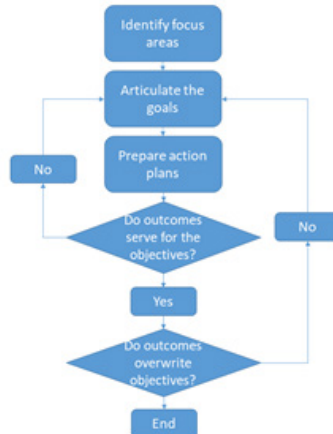 Identify focus
areas
Articulate the
goals
Prepare action
plans
No
Do outcomes
serve for the
objectives?
No
Yes
Do outcomes
overwrite
objectives?
End